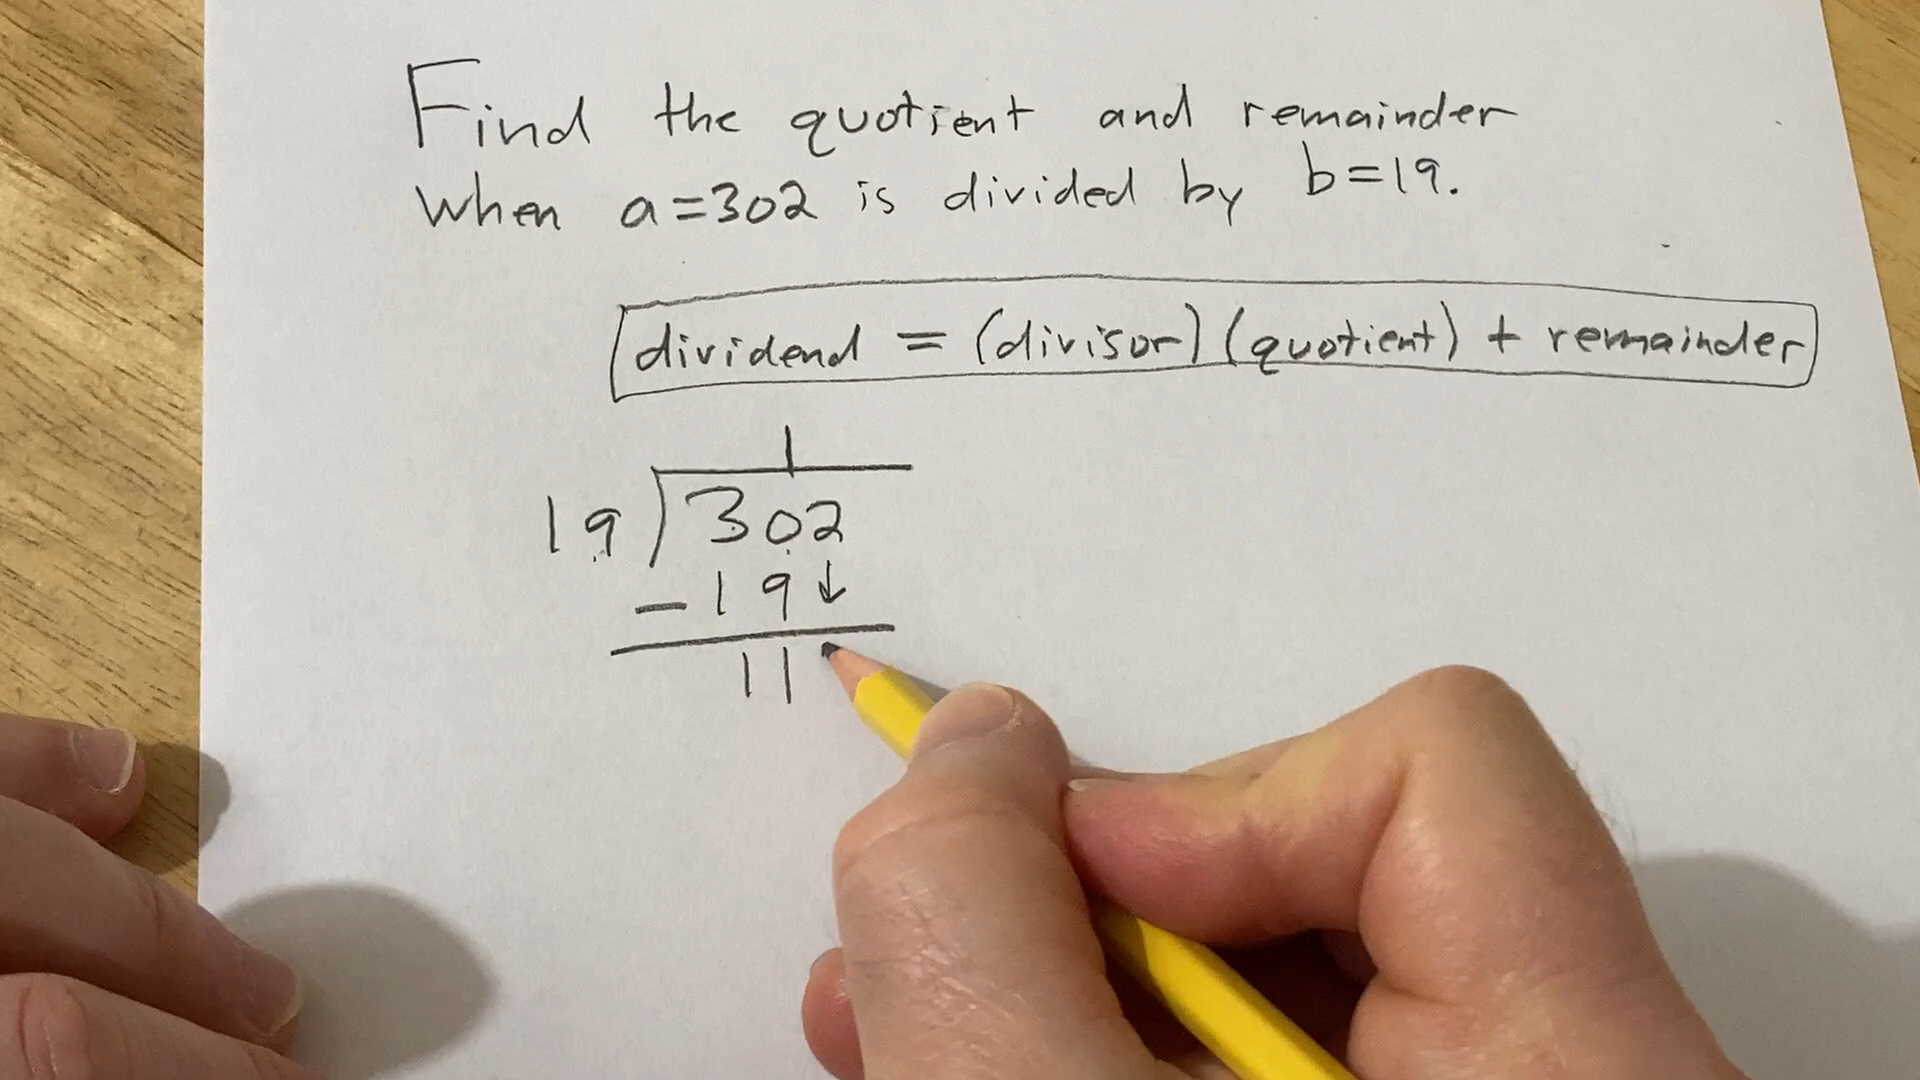 Find the quotient and remainder
when a=302 is divided by b=19.
dividend = (divisor)(quotient) + remainder
1
19)302
-19↓
11